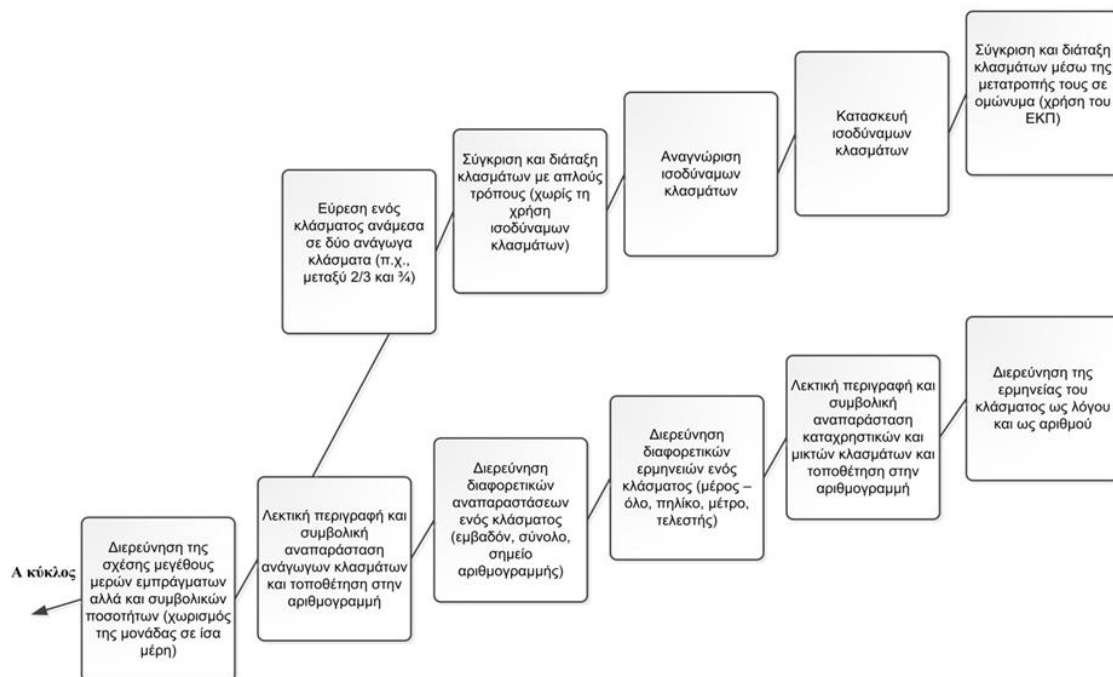 Σύγκριση και διάταξη
κλασμάτων μέσω της
μετατροπής τους σε
ομώνυμα (χρήση του
ΕΚΠ)
Κατασκευή
ισοδύναμων
κλασμάτων
Αναγνώριση
ισοδύναμων
κλασμάτων
Σύγκριση και διάταξη
κλασμάτων με απλούς
τρόπους (χωρίς τη
χρήση
ισοδύναμων
κλασμάτων)
Εύρεση ενός
κλάσματος ανάμεσα
σε δύο ανάγωγα
κλάσματα (π.χ.,
μεταξύ 2/3 και ¾)
Διερεύνηση της
ερμηνείας του
κλάσματος ως λόγου
και ως αριθμού
Λεκτική περιγραφή και
συμβολική
αναπαράσταση
καταχρηστικών και
μικτών κλασμάτων και
τοποθέτηση στην
αριθμογραμμή
Διερεύνηση
διαφορετικών
ερμηνειών ενός
κλάσματος (μέρος –
όλο, πηλίκο, μέτρο,
τελεστής)
Διερεύνηση
διαφορετικών
αναπαραστάσεων
ενός κλάσματος
(εμβαδόν, σύνολο,
σημείο
αριθμογραμμής)
Λεκτική περιγραφή και
συμβολική
αναπαράσταση
ανάγωγων κλασμάτων
και τοποθέτηση στην
αριθμογραμμή
Διερεύνηση της
σχέσης μεγέθους
μερών εμπράγματων
αλλά και συμβολικών
ποσοτήτων (χωρισμός
της μονάδας σε ίσα
μέρη)
Α κύκλος